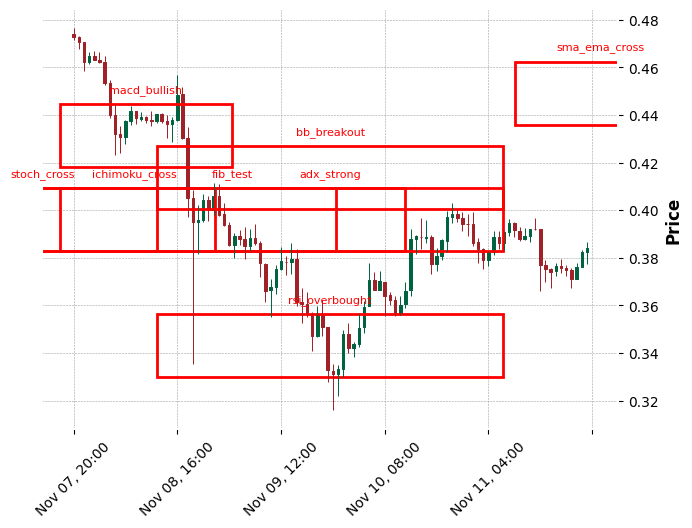 0.48
sma_ema_cross
0.46
macd_bullish
0.44
bb_breakout
0.42
stoch_cross
ichimoku_cross
fib_test
adx_strong
0.40
0.38
0.36
rsi_overbought
0.34
0.32
Price
Nov 07, 20:00
Nov 08, 16:00
Nov 09, 12:00
Nov 10, 08:00
Nov 11, 04:00